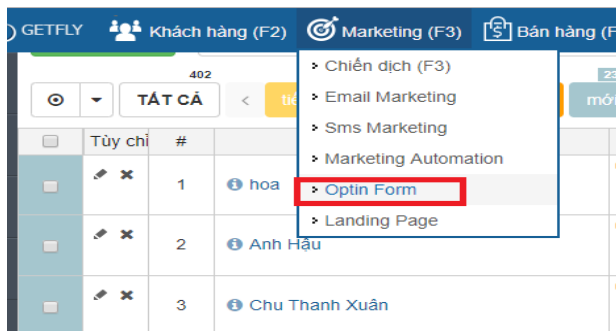 GETFLY Khách hàng (F2) Marketing (F3) Bán hàng (F
Chiến dịch (F3)
402
TẤT CẢ
Email Marketing
Sms Marketing
Tùy chỉ #
Marketing Automation
1 hoa
Optin Form
Landing Page
2 Anh Hậu
3 Chu Thanh Xuân